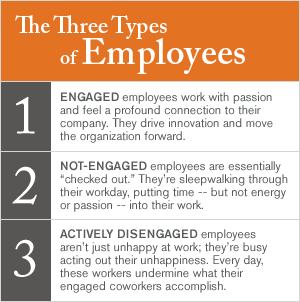 The Three Types
of Employees
1
ENGAGED employees work with passion
and feel a profound connection to their
company. They drive innovation and move
the organization forward.
2
NOT-ENGAGED employees are essentially
“checked out.” They’re sleepwalking through
their workday, putting time -- but not energy
or passion -- into their work.
3
ACTIVELY DISENGAGED employees
aren’t just unhappy at work; they’re busy
acting out their unhappiness. Every day,
these workers undermine what their
engaged coworkers accomplish.